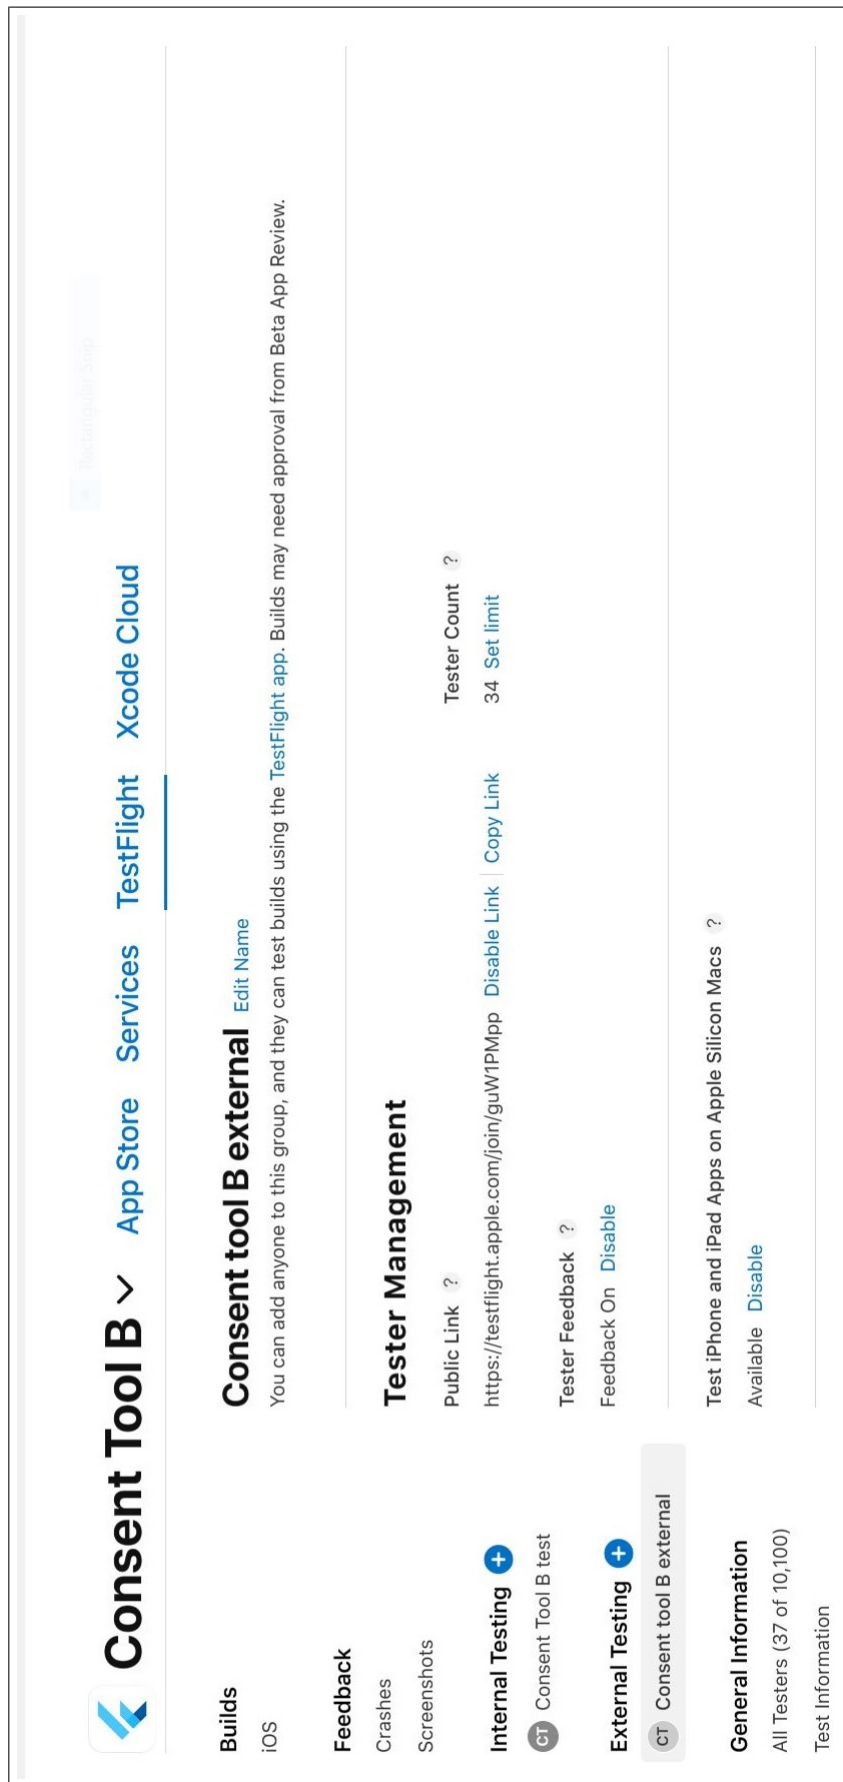 Rectangular Snip
Consent Tool B App Store Services TestFlight Xcode Cloud
Builds
iOS
Feedback
Crashes
Screenshots
Internal Testing
CT Consent Tool B test
External Testing
CT Consent tool B external
General Information
All Testers (37 of 10,100)
Test Information
Consent tool B external Edit Name
You can add anyone to this group, and they can test builds using the TestFlight app. Builds may need approval from Beta App Review.
Tester Management
Public Link ? Tester Count ?
https://testflight.apple.com/join/guW1PMpp Disable Link Copy Link 34 Set limit
Tester Feedback ?
Feedback On Disable
Test iPhone and iPad Apps on Apple Silicon Macs ?
Available Disable